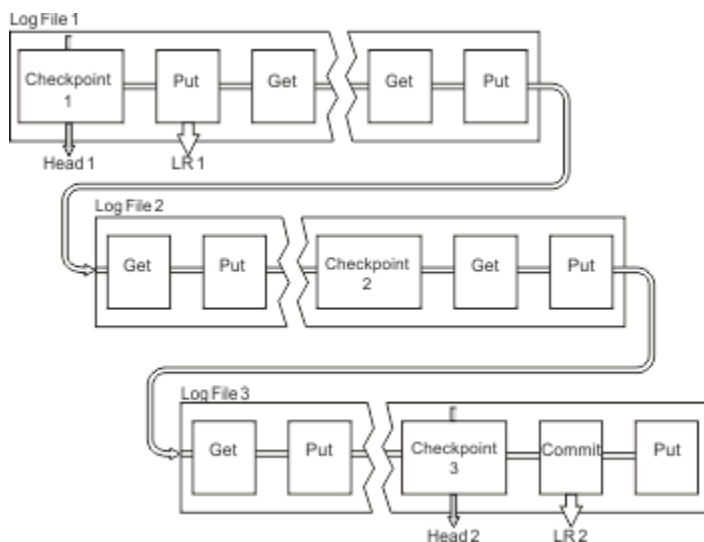 Log File 1
Checkpoint
1
Put
Get
Get
Put
Head 1
LR 1
Log File 2
Get
Put
Checkpoint
2
Get
Put
Log File 3
Get
Put
Checkpoint
3
Commit
Put
Head 2
LR 2